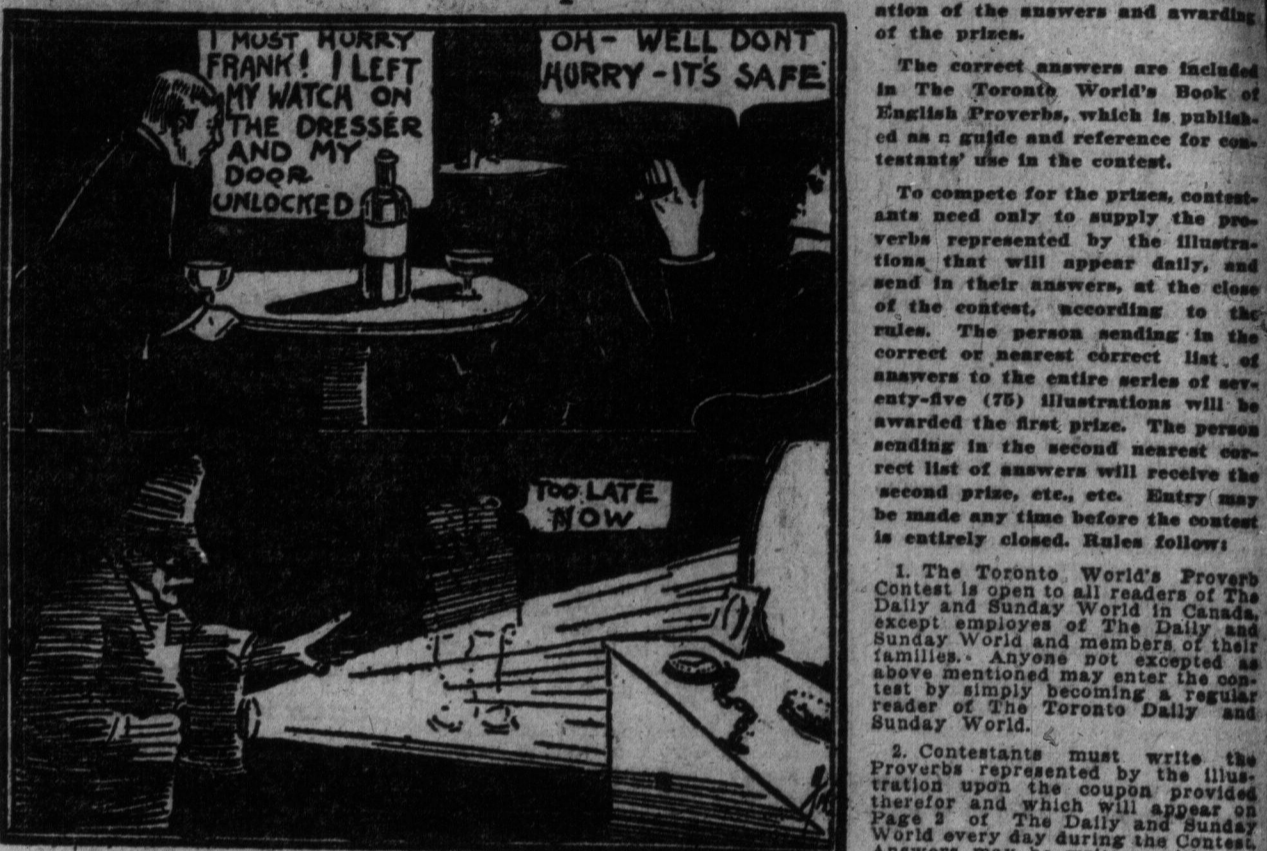 I MUST HURRY
FRANK! I LEFT
MY WATCH ON
THE DRESSER
AND MY
DOOR
UNLOCKED
OH - WELL DONT
HURRY - IT'S SAFE
TOO LATE
NOW
ation of the answers and awarding
of the prizes.
The correct answers are included
in The Toronto World's Book of
English Proverbs, which is publish-
ed as a guide and reference for con-
testants' use in the contest.
To compete for the prizes, contest-
ants need only to supply the pro-
verbs represented by the illustra-
tions that will appear daily, and
send in their answers, at the close
of the contest, according to the
rules. The person sending in the
correct or nearest correct list of
answers to the entire series of sev-
enty-five (75) illustrations will be
awarded the first prize. The person
sending in the second nearest cor-
rect list of answers will receive the
second prize, etc., etc. Entry may
be made any time before the contest
is entirely closed. Rules follow:
1. The Toronto World's Proverb
Contest is open to all readers of The
Daily and Sunday World in Canada,
except employes of The Daily and
Sunday World and members of their
families. Anyone not excepted as
above mentioned may enter the con-
test by simply becoming a regular
reader of The Toronto Daily and
Sunday World.
2. Contestants must write the
Proverbs represented by the illus-
tration upon the coupon provided
therefor and which will appear on
Page 2 of The Daily and Sunday
World every day during the Contest.